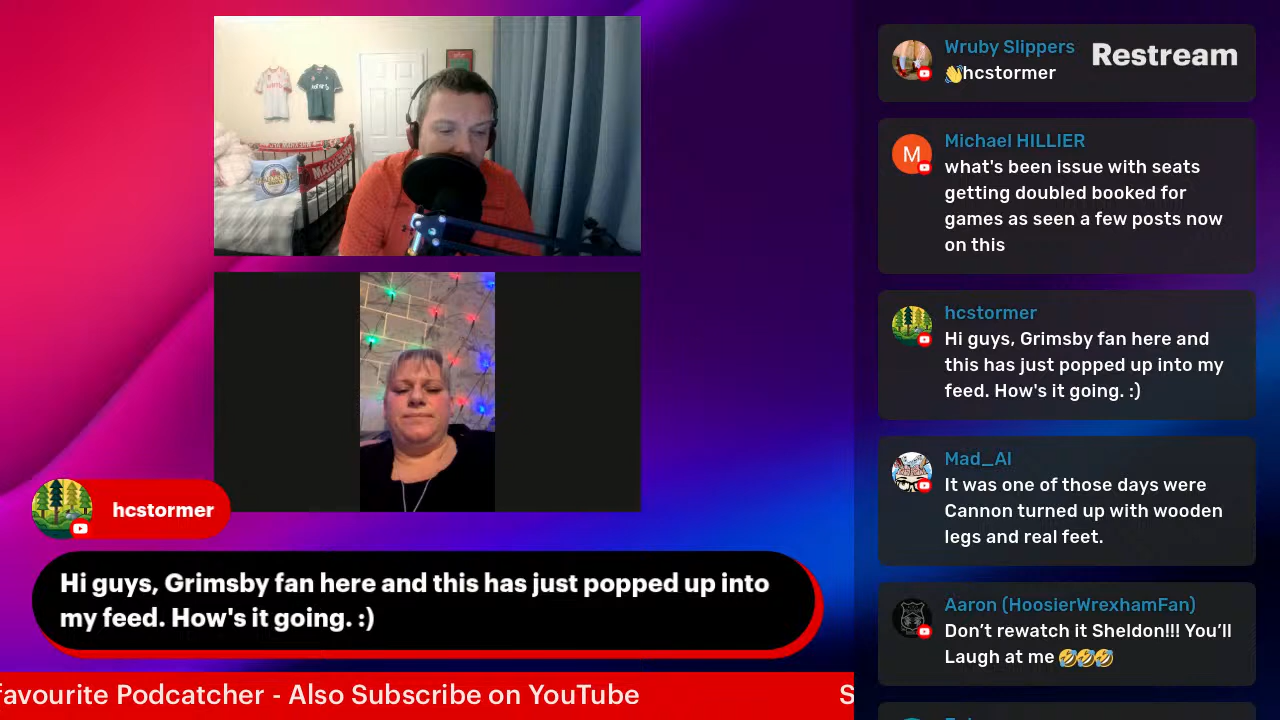 Wruby Slippers
Restream
👋hcstormer
M
Michael HILLIER
what's been issue with seats
getting doubled booked for
games as seen a few posts now
on this
hcstormer
Hi guys, Grimsby fan here and
this has just popped up into my
feed. How's it going. :)
Mad_Al
It was one of those days were
Cannon turned up with wooden
legs and real feet.
Aaron (HoosierWrexhamFan)
Don’t rewatch it Sheldon!!! You’ll
Laugh at me 🤣🤣🤣
hcstormer
Hi guys, Grimsby fan here and this has just popped up into
my feed. How's it going. :)
favourite Podcatcher - Also Subscribe on YouTube
S